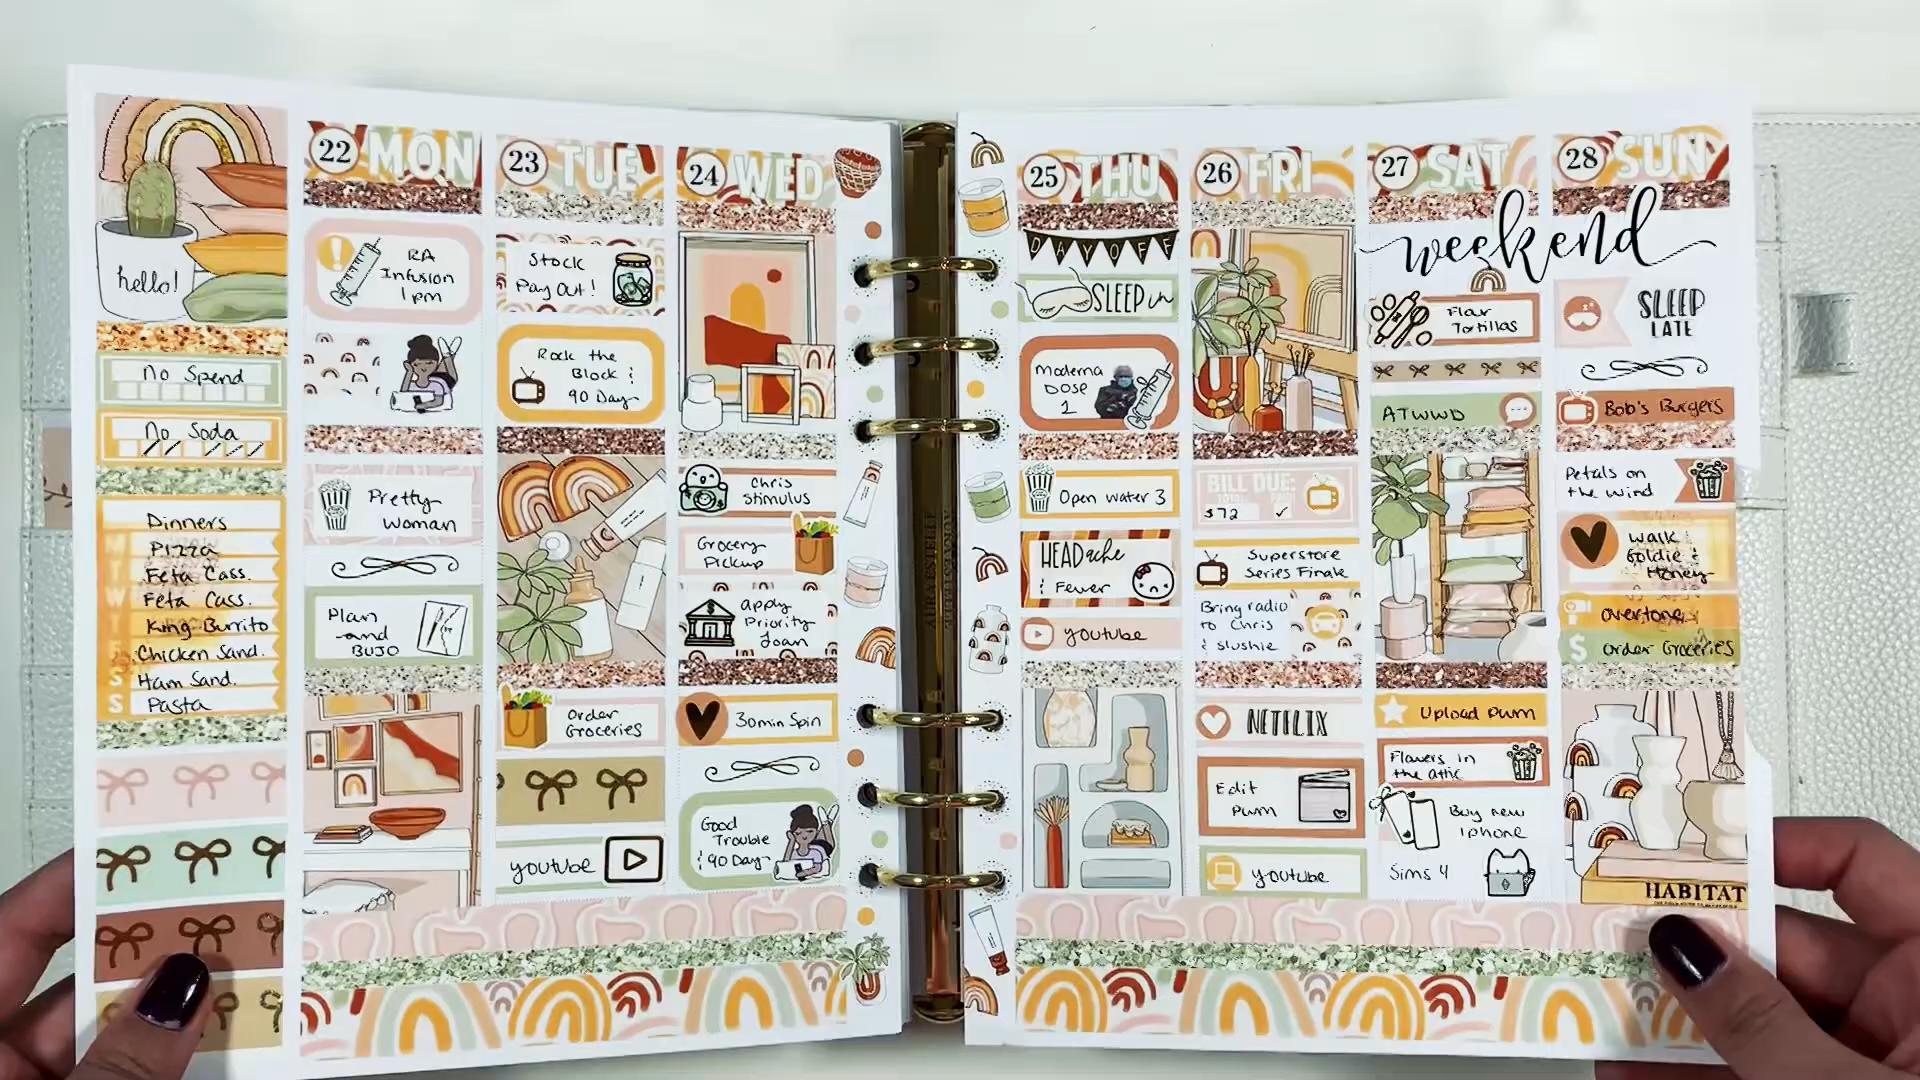 hello!
No Spend
No Soda
Dinners
M
Pizza
T
Feta Cass.
W
Feta Cass.
T
King Burrito
F
Chicken Sand.
S
Ham Sand.
S
Pasta
22 MON
RA
Infusion
1pm
Pretty
Woman
Plan
and
BUJO
23 TUE
Stock
Pay Out!
Rock the
Block &
90 Day
Order
Groceries
youtube
24 WED
Chris
Stimulus
Grocery
Pickup
apply
Priority
Loan
30min Spin
Good
Trouble
& 90 Day
25 THU
DAY OFF
SLEEP in
Moderna
Dose
1
Open Water 3
HEADache
& Fever
youtube
26 FRI
BILL DUE:
TOTAL PAID
$72 ✓
Superstore
Series Finale
Bring radio
to Chris
& slushie
NETFLIX
Edit
PWM
youtube
27 SAT
weekend
Flour
Tortillas
ATWWD
Upload PWM
Flowers in
the attic
Buy new
iphone
Sims 4
28 SUN
SLEEP
LATE
Bob's Burgers
Petals on
the wind
Walk
Goldie &
Honey
overtone
order Groceries
HABITAT